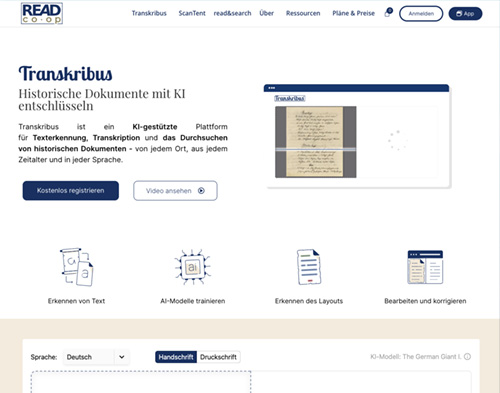 READ
co·op
Transkribus ScanTent read&search Über Ressourcen Pläne & Preise 0 Anmelden App
Transkribus
Historische Dokumente mit KI
entschlüsseln
Transkribus ist ein KI-gestützte Plattform
für Texterkennung, Transkription und das Durchsuchen
von historischen Dokumenten - von jedem Ort, aus jedem
Zeitalter und in jeder Sprache.
Kostenlos registrieren Video ansehen
Transkribus
a a
ai
Erkennen von Text AI-Modelle trainieren Erkennen des Layouts Bearbeiten und korrigieren
Sprache: Deutsch Handschrift Druckschrift KI-Modell: The German Giant I.